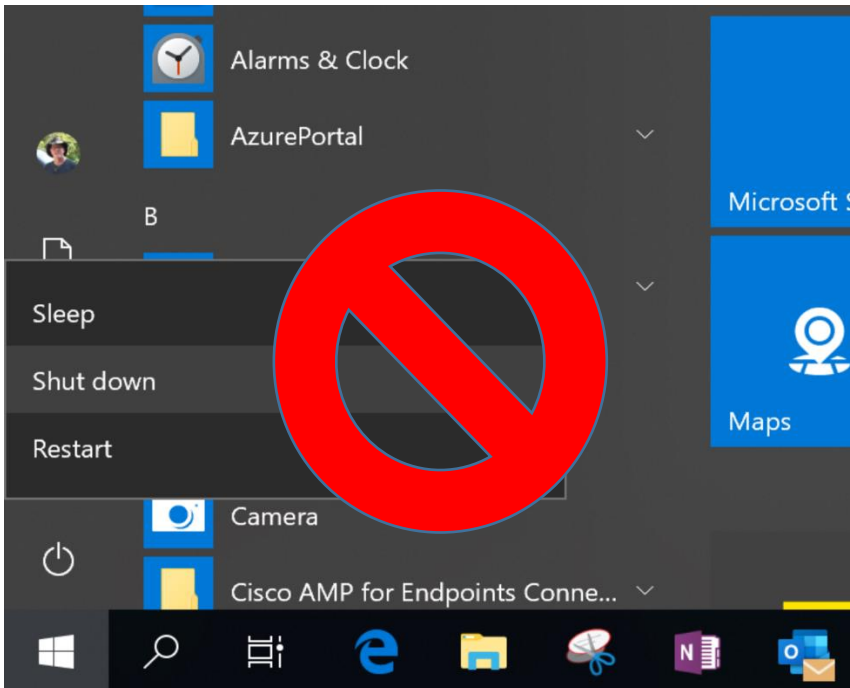 Alarms & Clock
AzurePortal
B
Microsoft S
Sleep
Shut down
Restart
Maps
Camera
Cisco AMP for Endpoints Conne...
N
O